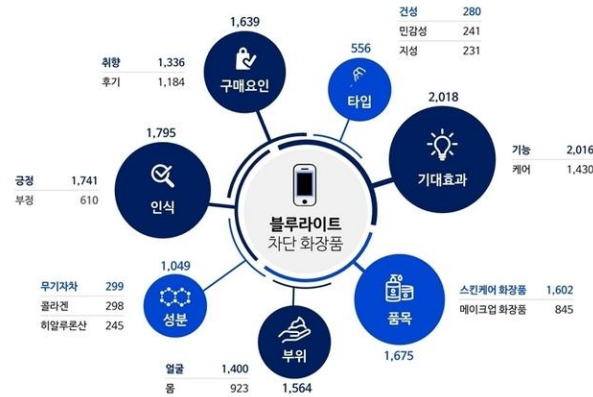 1,639
구매요인
취향 1,336
후기 1,184
556
타입
건성 280
민감성 241
지성 231
2,018
기대효과
기능 2,016
케어 1,430
1,795
인식
긍정 1,741
부정 610
블루라이트
차단 화장품
1,049
성분
무기자차 299
콜라겐 298
히알루론산 245
품목
1,675
스킨케어 화장품 1,602
메이크업 화장품 845
부위
1,564
얼굴 1,400
몸 923